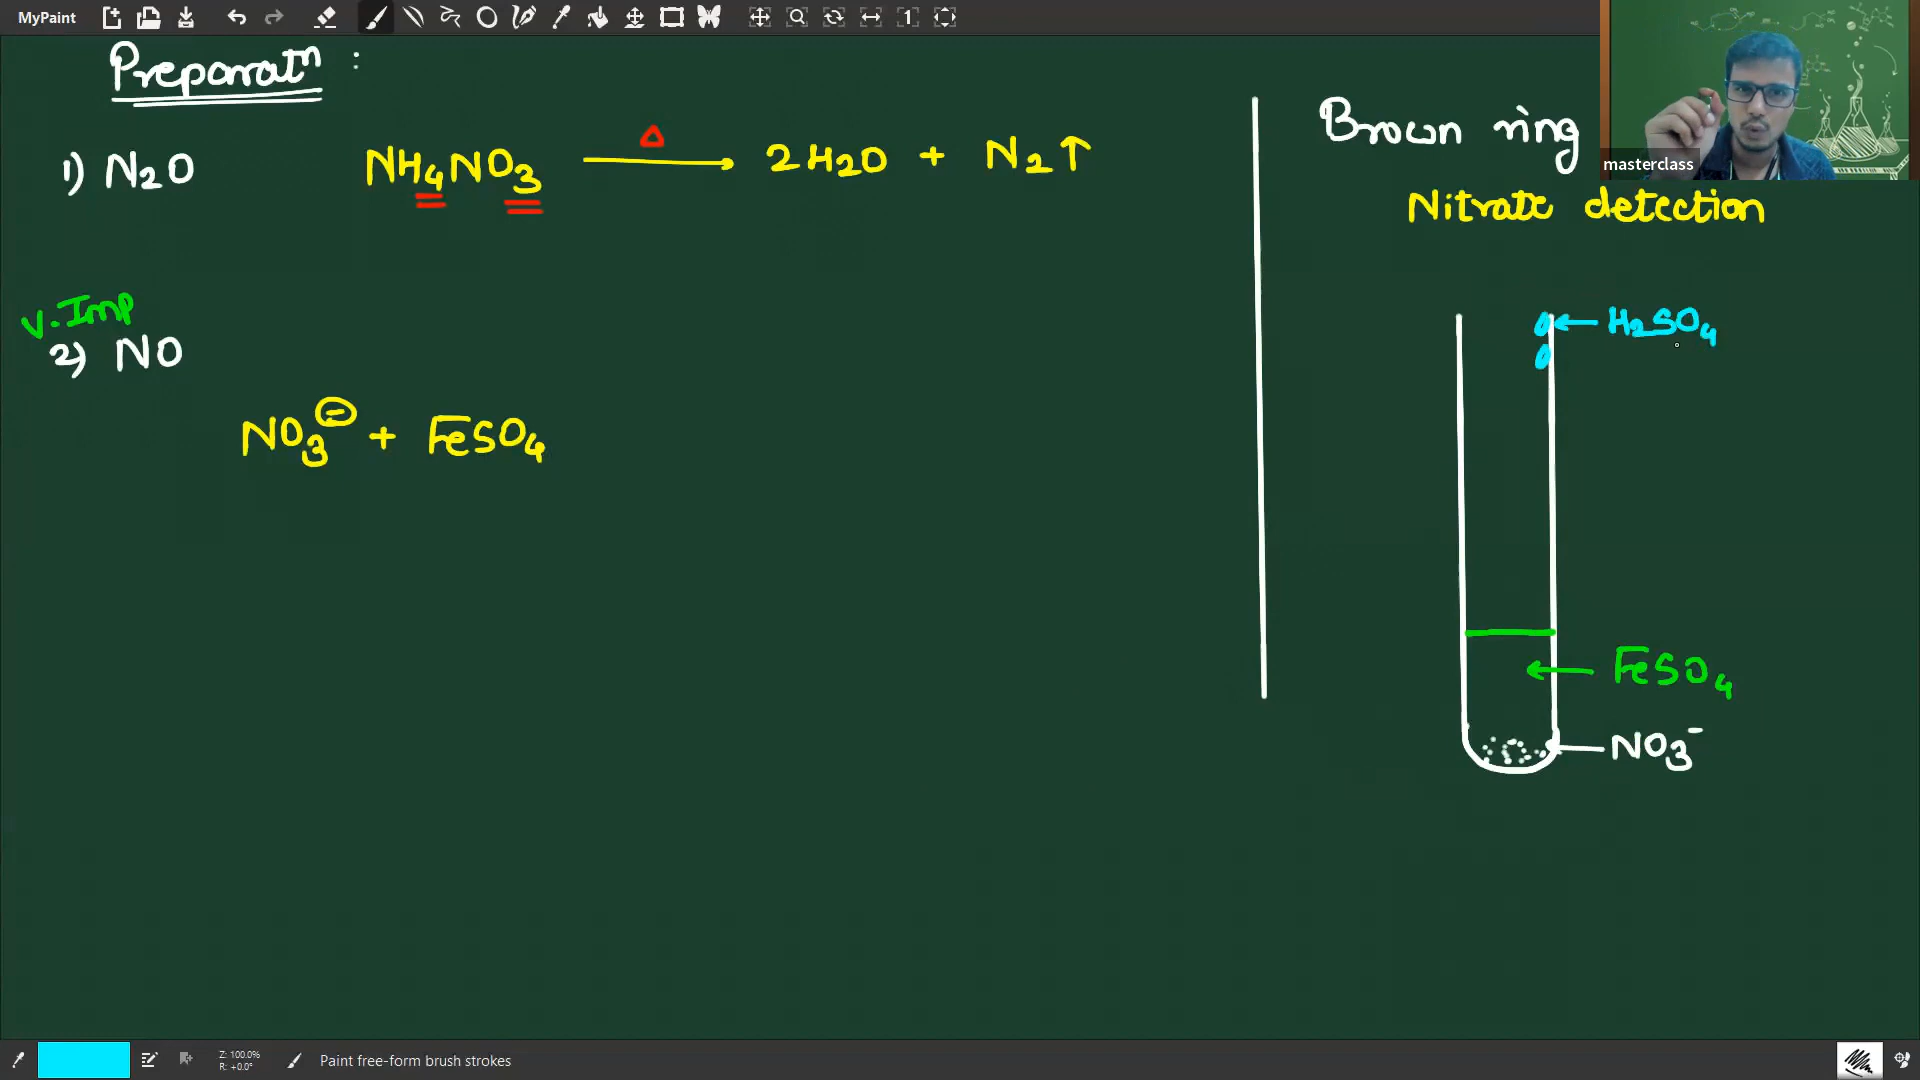 MyPaint
Preparatn :
1) N2O NH4NO3 Δ→ 2H2O + N2↑
V. Imp
2) NO
NO3⊖ + FeSO4
Brown ring
masterclass
Nitrate detection
← H2SO4
← FeSO4
NO3-
Z: 100.0%
R: +0.0°
Paint free-form brush strokes